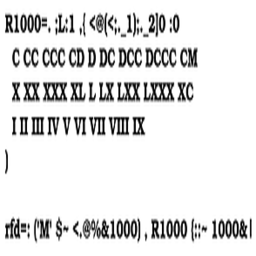 R1000=. ;L:1 ,{ <@(<;._1);._2]0 :0
C CC CCC CD D DC DCC DCCC CM
X XX XXX XL L LX LXX LXXX XC
I II III IV V VI VII VIII IX
)
rfd=: ('M' $~ <.@%&1000) , R1000 {::~ 1000&|